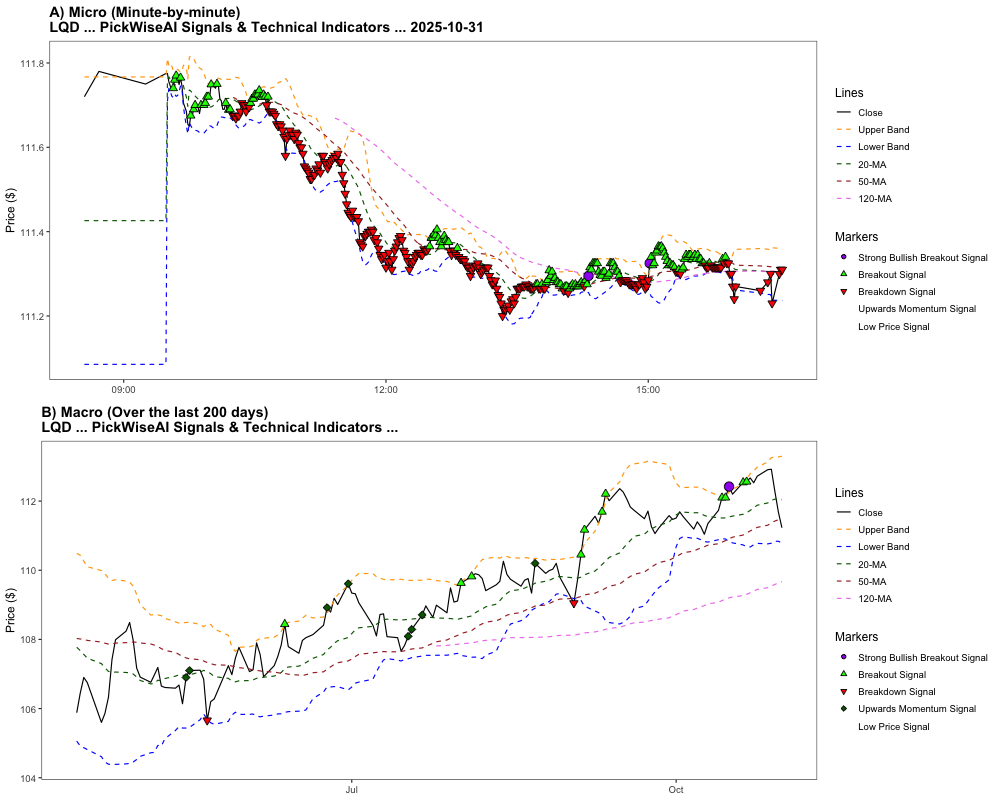 A) Micro (Minute-by-minute)
LQD ... PickWiseAI Signals & Technical Indicators ... 2025-10-31
Price ($)
111.8
111.6
111.4
111.2
09:00
12:00
15:00
Lines
Close
Upper Band
Lower Band
20-MA
50-MA
120-MA
Markers
Strong Bullish Breakout Signal
Breakout Signal
Breakdown Signal
Upwards Momentum Signal
Low Price Signal
B) Macro (Over the last 200 days)
LQD ... PickWiseAI Signals & Technical Indicators ...
Price ($)
112
110
108
106
104
Jul
Oct
Lines
Close
Upper Band
Lower Band
20-MA
50-MA
120-MA
Markers
Strong Bullish Breakout Signal
Breakout Signal
Breakdown Signal
Upwards Momentum Signal
Low Price Signal